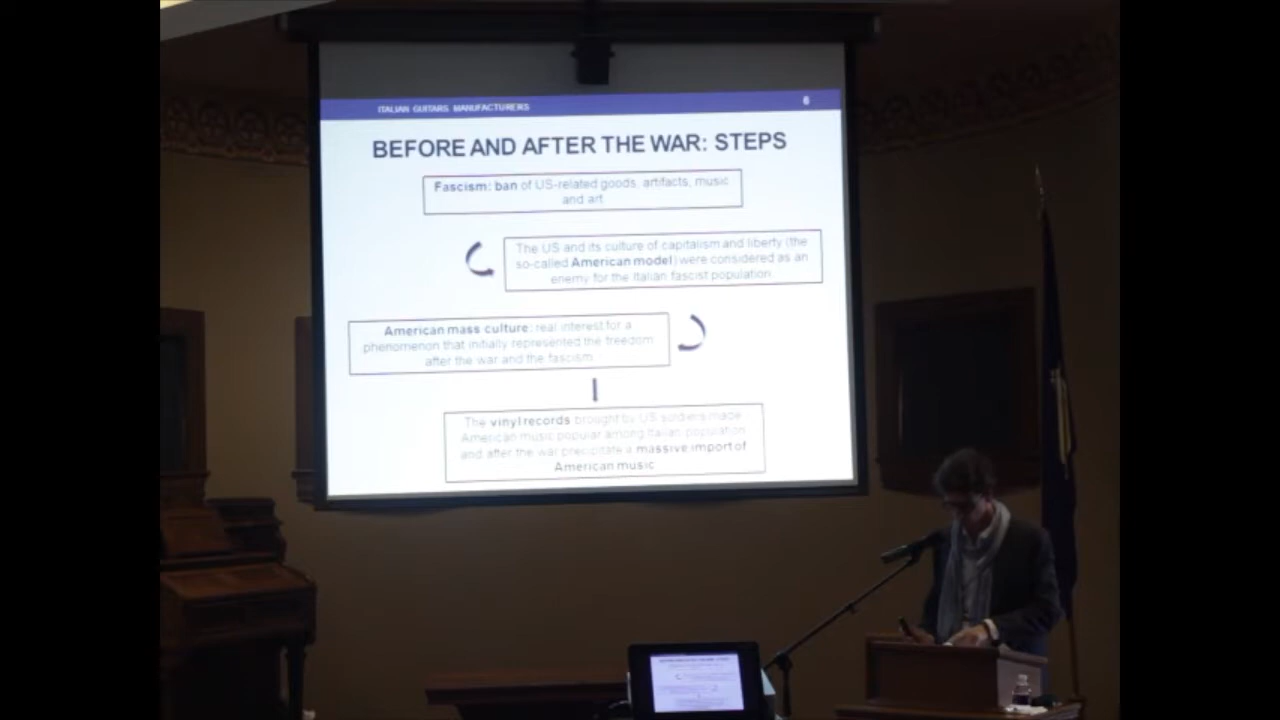 ITALIAN GUITARS MANUFACTURERS 6
BEFORE AND AFTER THE WAR: STEPS
Fascism: ban of US-related goods, artifacts, music
and art
The US and its culture of capitalism and liberty (the
so-called American model) were considered as an
enemy for the Italian fascist population
American mass culture: real interest for a
phenomenon that initially represented the freedom
after the war and the fascism
The vinyl records brought by US soldiers made
American music popular among Italian population
and after the war precipitate a massive import of
American music